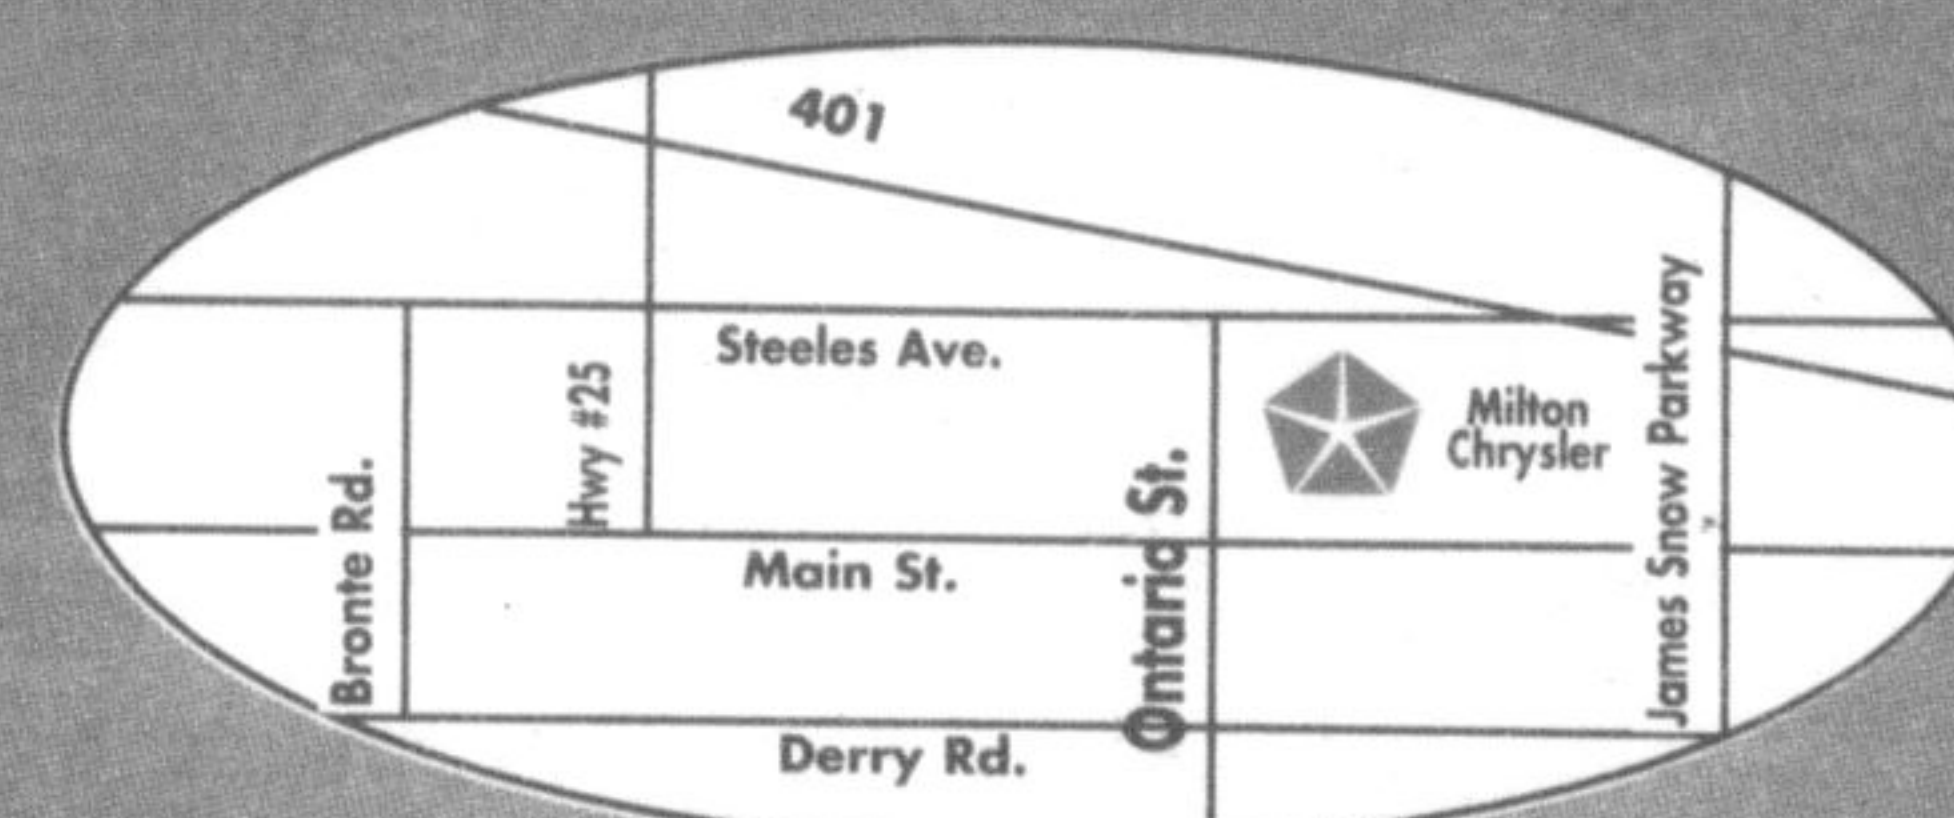 401
Steeles Ave.
Hwy #25
Milton
Chrysler
James Snow Parkway
Bronte Rd.
Ontario St.
Main St.
Derry Rd.